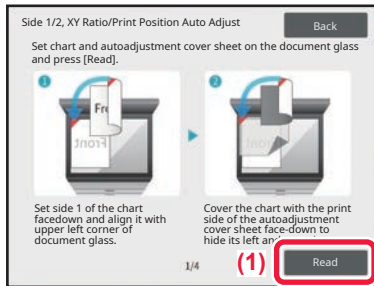 Side 1/2, XY Ratio/Print Position Auto Adjust
Back
Set chart and autoadjustment cover sheet on the document glass
and press [Read].
1
2
Fr
Front
Front
Set side 1 of the chart
facedown and align it with
upper left corner of
document glass.
Cover the chart with the print
side of the autoadjustment
cover sheet face-down to
hide its left and
1/4
(1)
Read